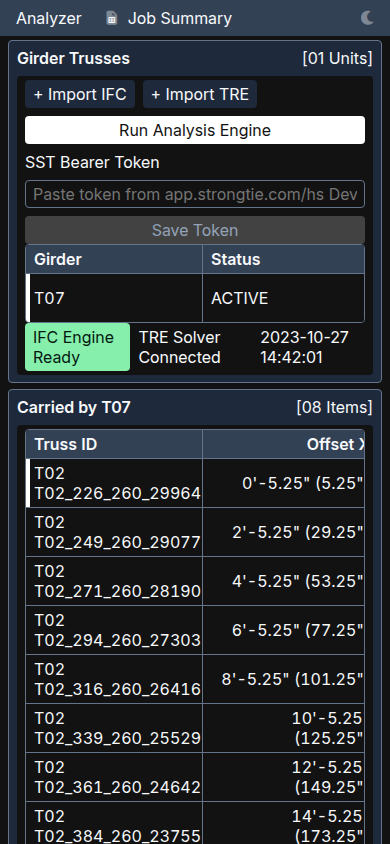 Analyzer Job Summary
Girder Trusses [01 Units]
+ Import IFC + Import TRE
Run Analysis Engine
SST Bearer Token
Paste token from app.strongtie.com/hs Dev
Save Token
Girder Status
T07 ACTIVE
IFC Engine Ready TRE Solver Connected 2023-10-27 14:42:01
Carried by T07 [08 Items]
Truss ID Offset X
T02
T02_226_260_29964 0'-5.25" (5.25"
T02
T02_249_260_29077 2'-5.25" (29.25"
T02
T02_271_260_28190 4'-5.25" (53.25"
T02
T02_294_260_27303 6'-5.25" (77.25"
T02
T02_316_260_26416 8'-5.25" (101.25"
T02 10'-5.25
T02_339_260_25529 (125.25"
T02 12'-5.25
T02_361_260_24642 (149.25"
T02 14'-5.25
T02_384_260_23755 (173.25"